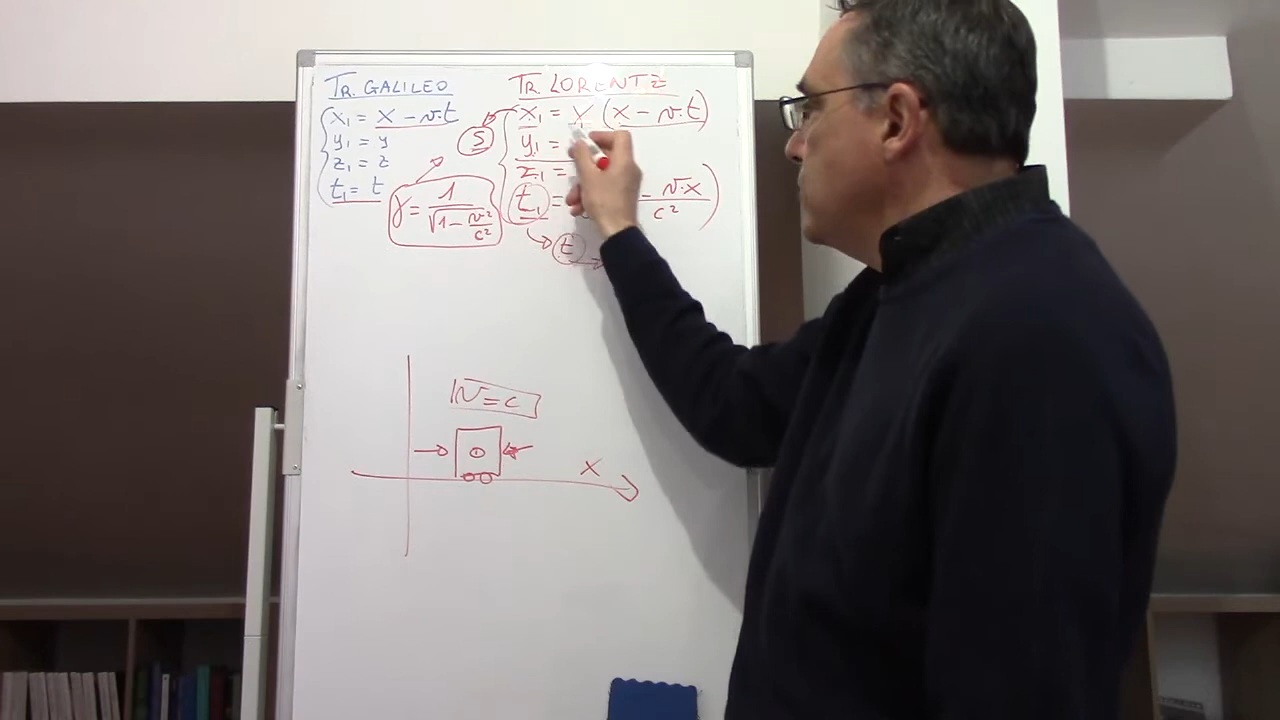 TR. GALILEO
x₁ = x - v·t
y₁ = y
z₁ = z
t₁ = t
γ = 1/√(1 - v²/c²)
TR. LORENTZ
x₁ = γ (x - v·t)
y₁ =
z₁ =
t₁ = - v·x/c² )
S
t
v = c
x